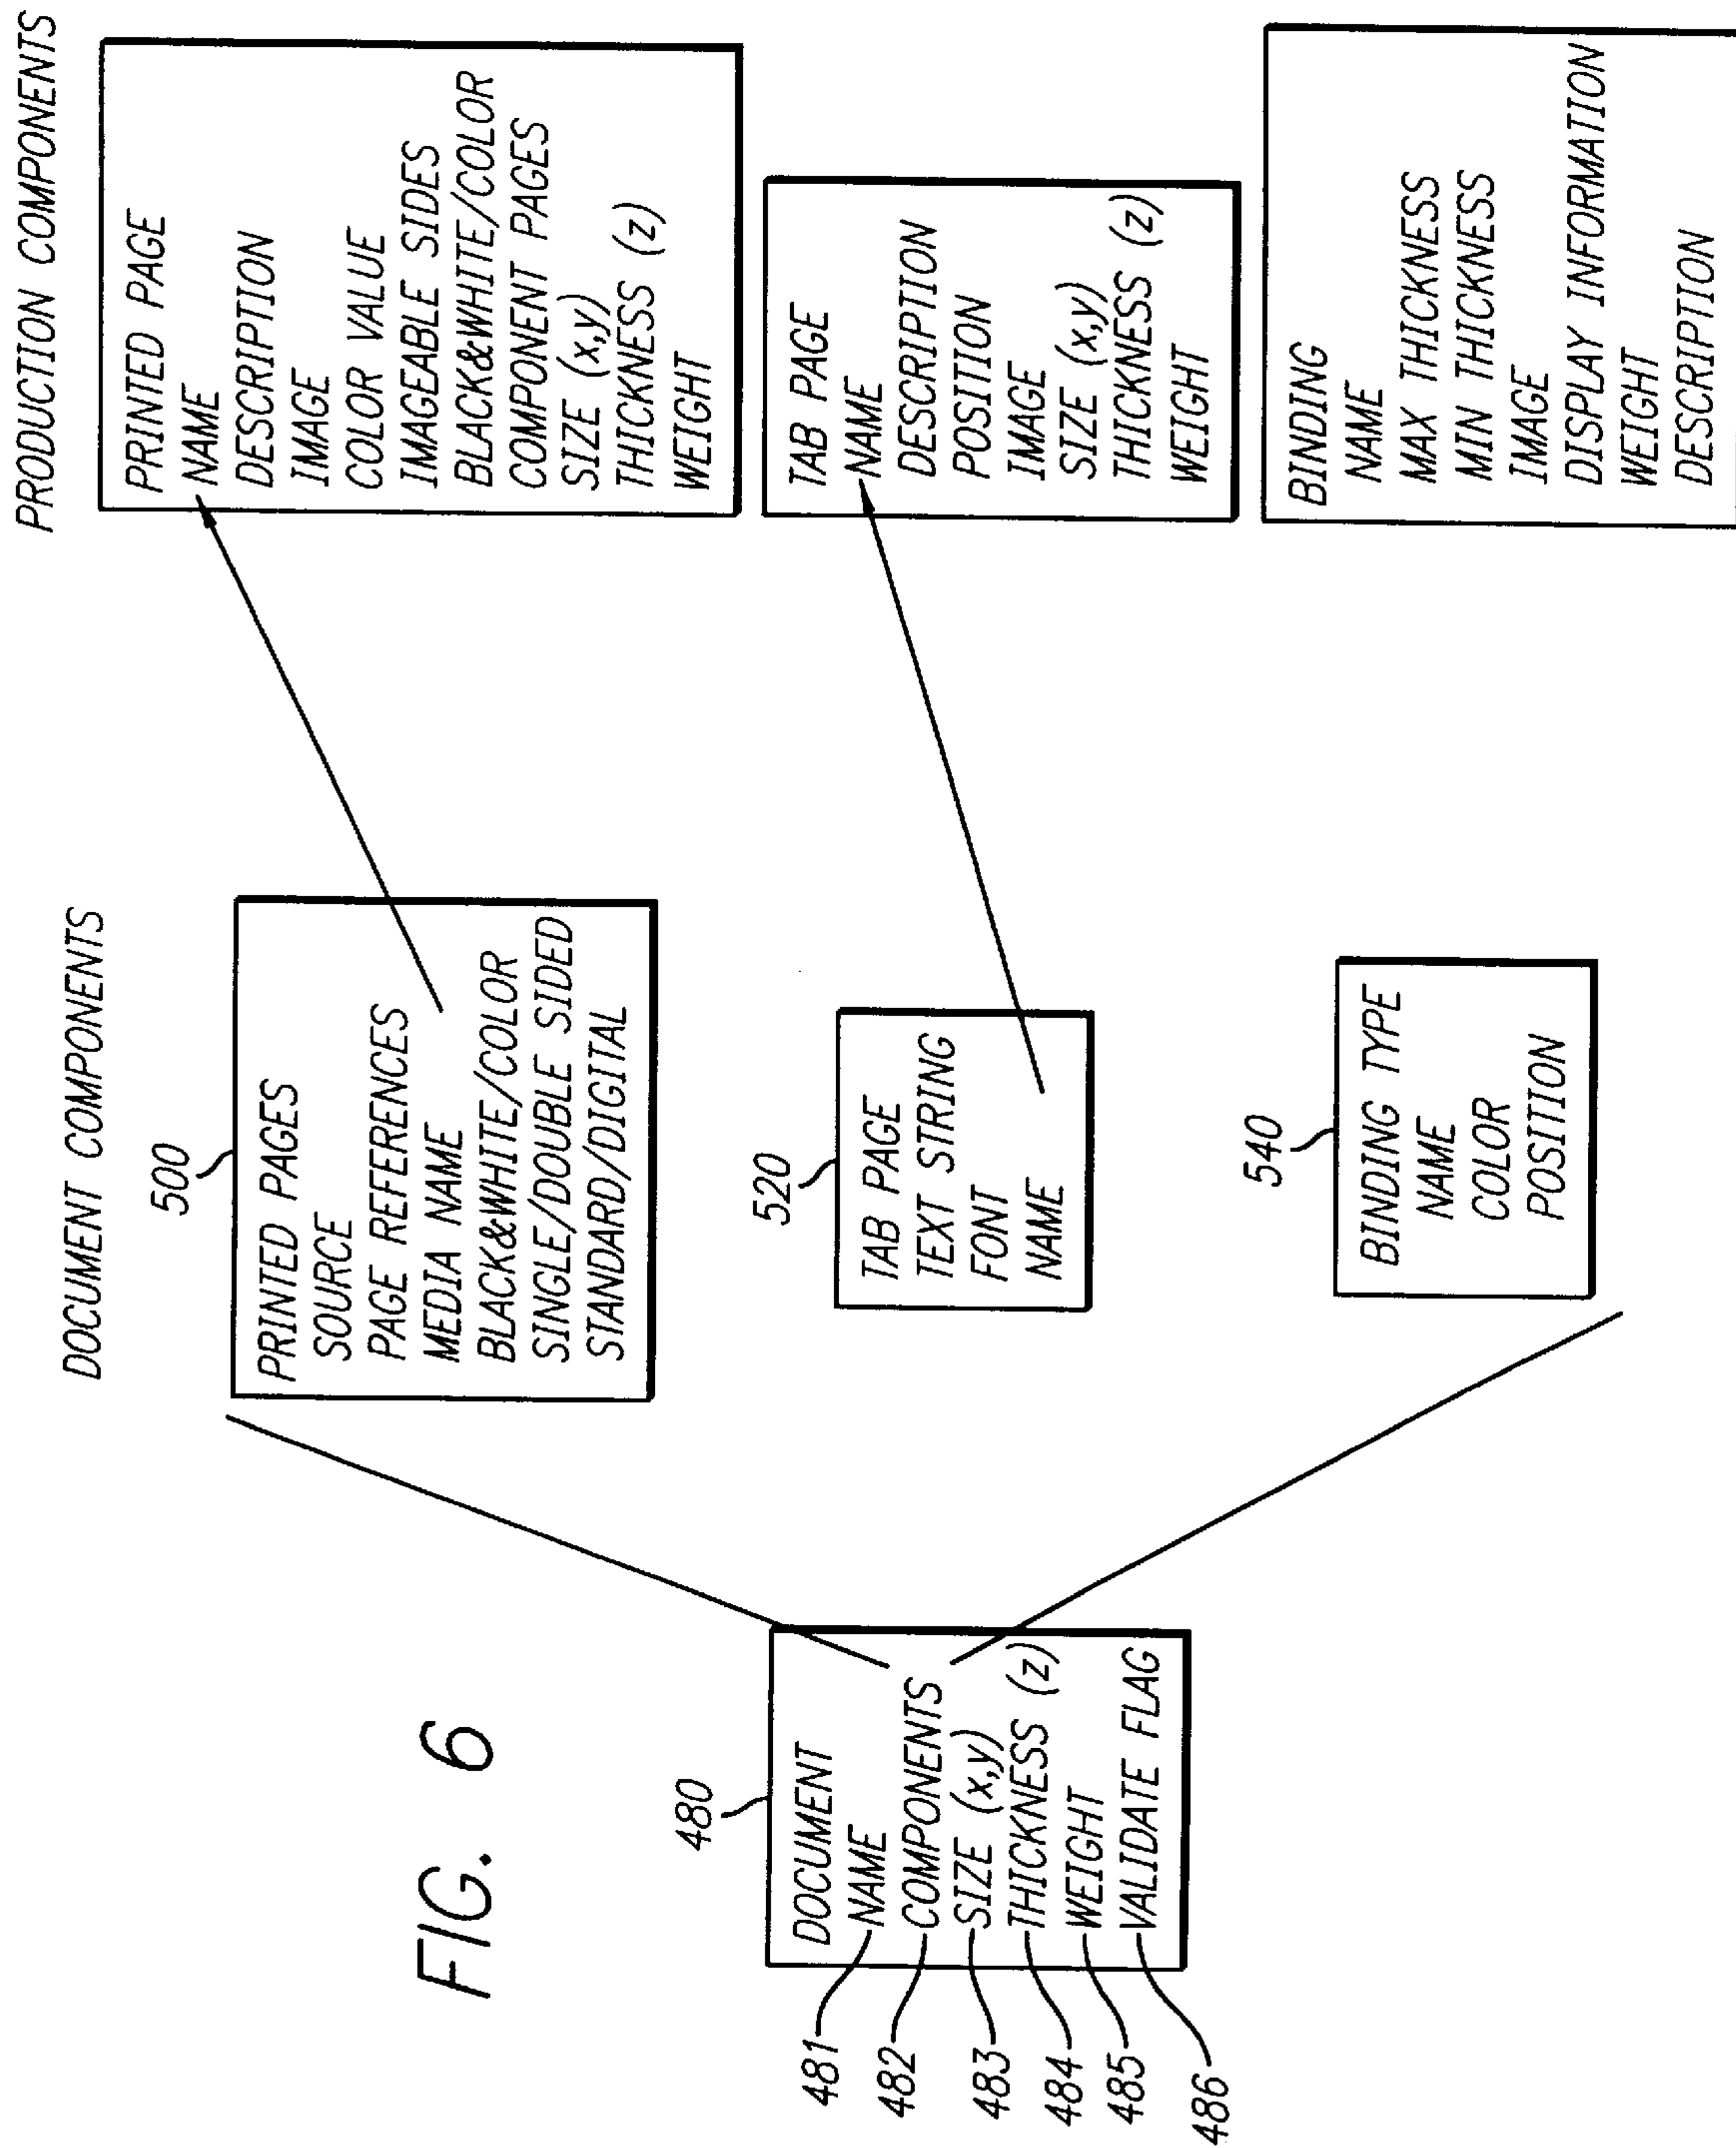 FIG. 6
480
DOCUMENT
NAME
COMPONENTS
SIZE (x,y)
THICKNESS (z)
WEIGHT
VALIDATE FLAG
481
482
483
484
485
486
DOCUMENT COMPONENTS
500
PRINTED PAGES
SOURCE
PAGE REFERENCES
MEDIA NAME
BLACK&WHITE/COLOR
SINGLE/DOUBLE SIDED
STANDARD/DIGITAL
520
TAB PAGE
TEXT STRING
FONT
NAME
540
BINDING TYPE
NAME
COLOR
POSITION
PRODUCTION COMPONENTS
PRINTED PAGE
NAME
DESCRIPTION
IMAGE
COLOR VALUE
IMAGEABLE SIDES
BLACK&WHITE/COLOR
COMPONENT PAGES
SIZE (x,y)
THICKNESS (z)
WEIGHT
TAB PAGE
NAME
DESCRIPTION
POSITION
IMAGE
SIZE (x,y)
THICKNESS (z)
WEIGHT
BINDING
NAME
MAX THICKNESS
MIN THICKNESS
IMAGE
DISPLAY INFORMATION
WEIGHT
DESCRIPTION